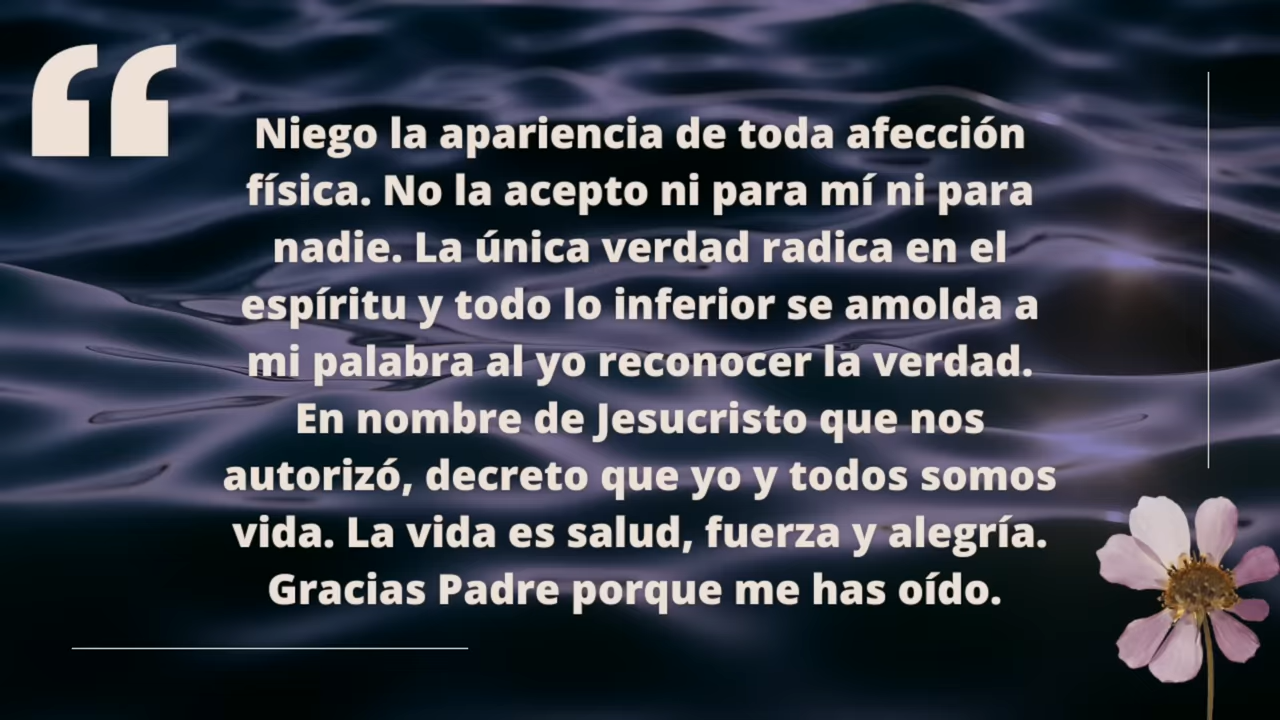 “
Niego la apariencia de toda afección
física. No la acepto ni para mí ni para
nadie. La única verdad radica en el
espíritu y todo lo inferior se amolda a
mi palabra al yo reconocer la verdad.
En nombre de Jesucristo que nos
autorizó, decreto que yo y todos somos
vida. La vida es salud, fuerza y alegría.
Gracias Padre porque me has oído.